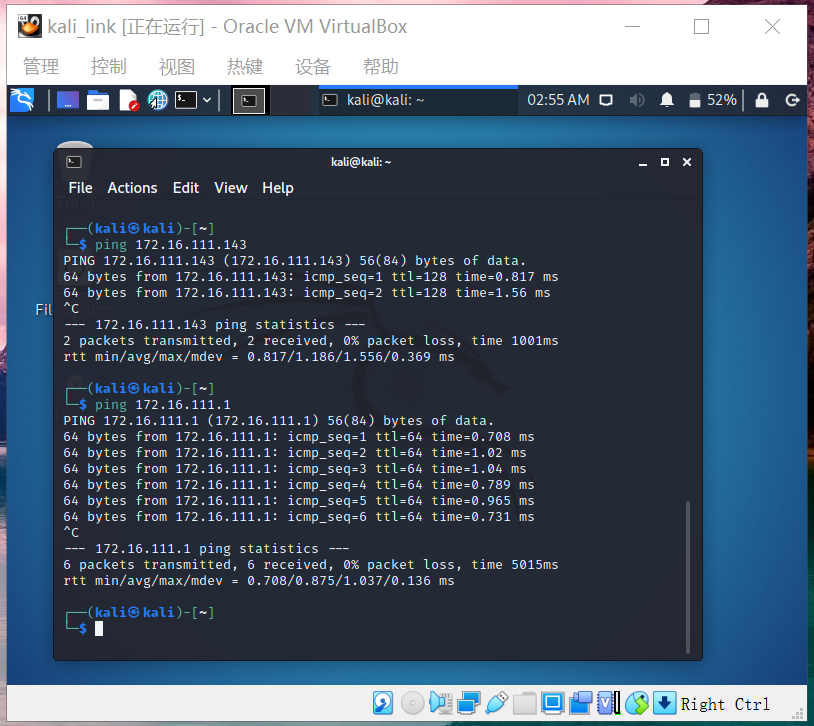 kali_link [正在运行] - Oracle VM VirtualBox
管理 控制 视图 热键 设备 帮助
kali@kali: ~ 02:55 AM 52%
kali@kali: ~
File Actions Edit View Help
┌──(kali㉿kali)-[~]
└─$ ping 172.16.111.143
PING 172.16.111.143 (172.16.111.143) 56(84) bytes of data.
64 bytes from 172.16.111.143: icmp_seq=1 ttl=128 time=0.817 ms
64 bytes from 172.16.111.143: icmp_seq=2 ttl=128 time=1.56 ms
^C
--- 172.16.111.143 ping statistics ---
2 packets transmitted, 2 received, 0% packet loss, time 1001ms
rtt min/avg/max/mdev = 0.817/1.186/1.556/0.369 ms
┌──(kali㉿kali)-[~]
└─$ ping 172.16.111.1
PING 172.16.111.1 (172.16.111.1) 56(84) bytes of data.
64 bytes from 172.16.111.1: icmp_seq=1 ttl=64 time=0.708 ms
64 bytes from 172.16.111.1: icmp_seq=2 ttl=64 time=1.02 ms
64 bytes from 172.16.111.1: icmp_seq=3 ttl=64 time=1.04 ms
64 bytes from 172.16.111.1: icmp_seq=4 ttl=64 time=0.789 ms
64 bytes from 172.16.111.1: icmp_seq=5 ttl=64 time=0.965 ms
64 bytes from 172.16.111.1: icmp_seq=6 ttl=64 time=0.731 ms
^C
--- 172.16.111.1 ping statistics ---
6 packets transmitted, 6 received, 0% packet loss, time 5015ms
rtt min/avg/max/mdev = 0.708/0.875/1.037/0.136 ms
┌──(kali㉿kali)-[~]
└─$
Right Ctrl